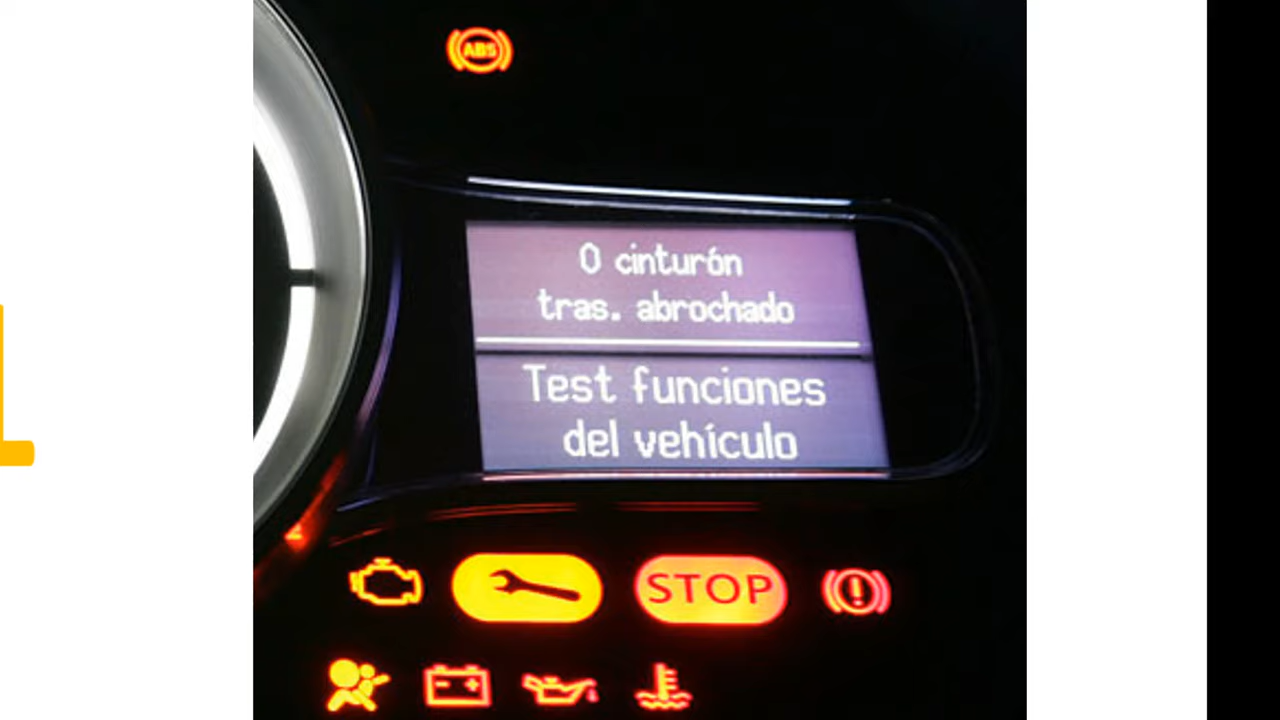 ABS
0 cinturón
tras. abrochado
Test funciones
del vehículo
STOP